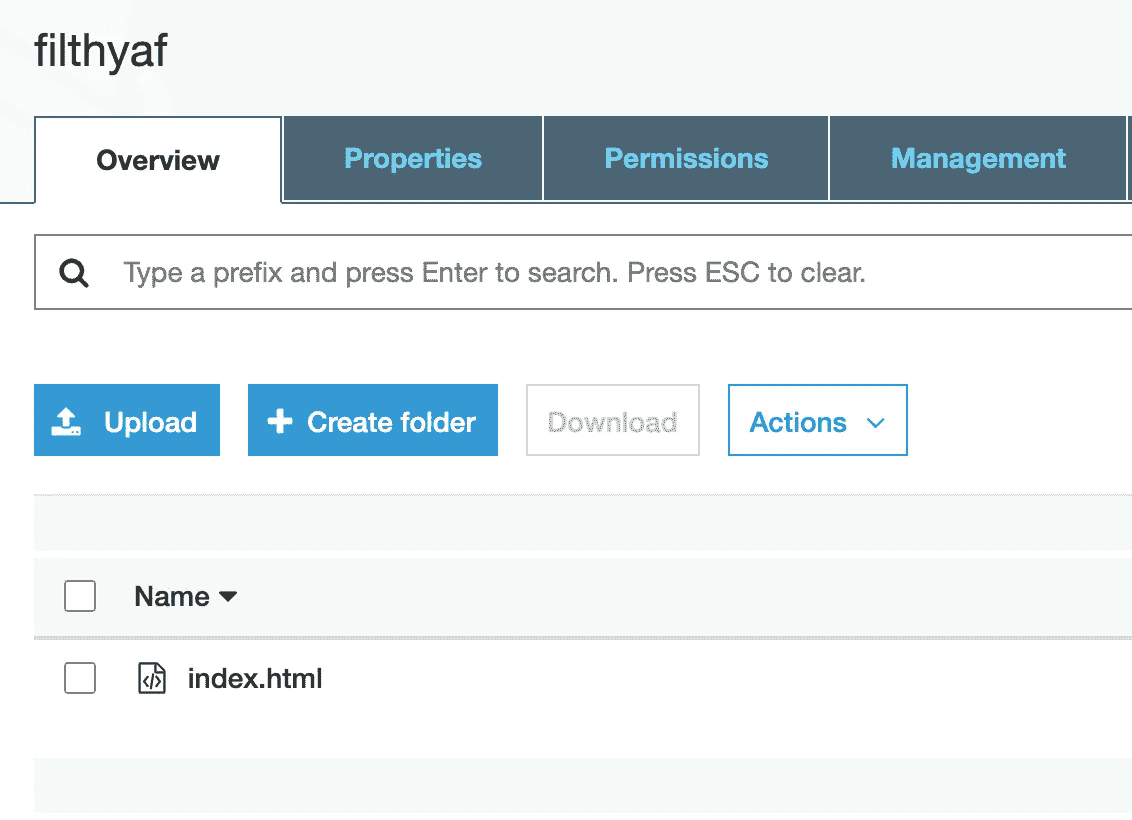 filthyaf
Overview Properties Permissions Management
Type a prefix and press Enter to search. Press ESC to clear.
Upload Create folder Download Actions
Name
index.html